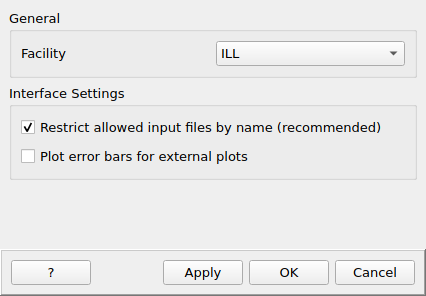 General
Facility ILL
Interface Settings
Restrict allowed input files by name (recommended)
Plot error bars for external plots
? Apply OK Cancel